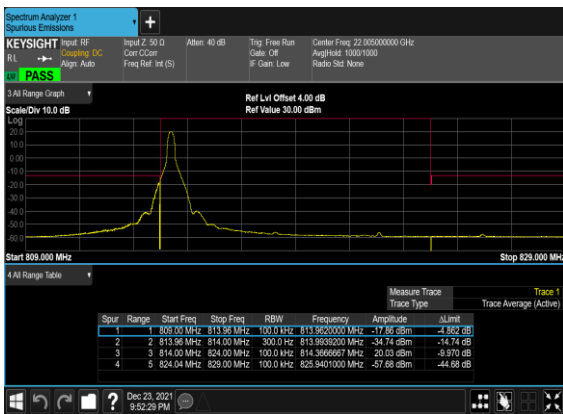 Spectrum Analyzer 1
Spurious Emissions
KEYSIGHT Input: RF Input Z: 50 Ω Atten: 40 dB Trig: Free Run Center Freq: 22.005000000 GHz
Coupling: DC Corr CCorr Gate: Off Avg|Hold: 1000/1000
RL Align: Auto Freq Ref: Int (S) IF Gain: Low Radio Std: None
PASS
3 All Range Graph
Ref Lvl Offset 4.00 dB
Scale/Div 10.0 dB Ref Value 30.00 dBm
Log
20.0
10.0
0.00
-10.0
-20.0
-30.0
-40.0
-50.0
-60.0
Start 809.000 MHz Stop 829.000 MHz
4 All Range Table
Measure Trace Trace 1
Trace Type Trace Average (Active)
Spur Range Start Freq Stop Freq RBW Frequency Amplitude ΔLimit
1 1 809.00 MHz 813.96 MHz 100.0 kHz 813.9620000 MHz -17.86 dBm -4.862 dB
2 2 813.96 MHz 814.00 MHz 300.0 Hz 813.9939200 MHz -34.74 dBm -14.74 dB
3 3 814.00 MHz 824.00 MHz 100.0 kHz 814.3666667 MHz 20.03 dBm -9.970 dB
4 5 824.04 MHz 829.00 MHz 100.0 kHz 825.9401000 MHz -57.68 dBm -44.68 dB
Dec 23, 2021
9:52:29 PM